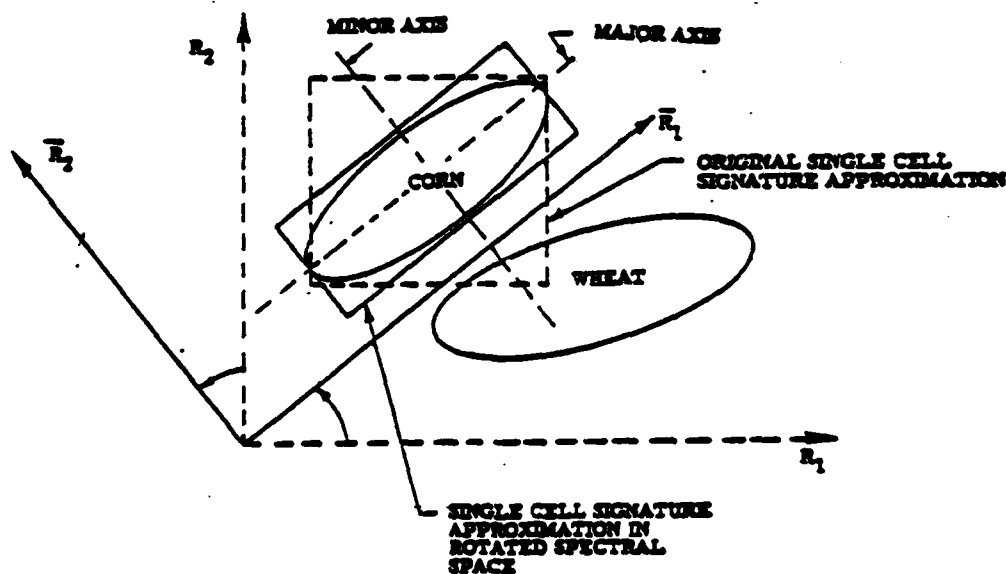 MINOR AXIS
MAJOR AXIS
R2
R̅2
R̅1
ORIGINAL SINGLE CELL
SIGNATURE APPROXIMATION
CORN
WHEAT
R1
SINGLE CELL SIGNATURE
APPROXIMATION IN
ROTATED SPECTRAL
SPACE